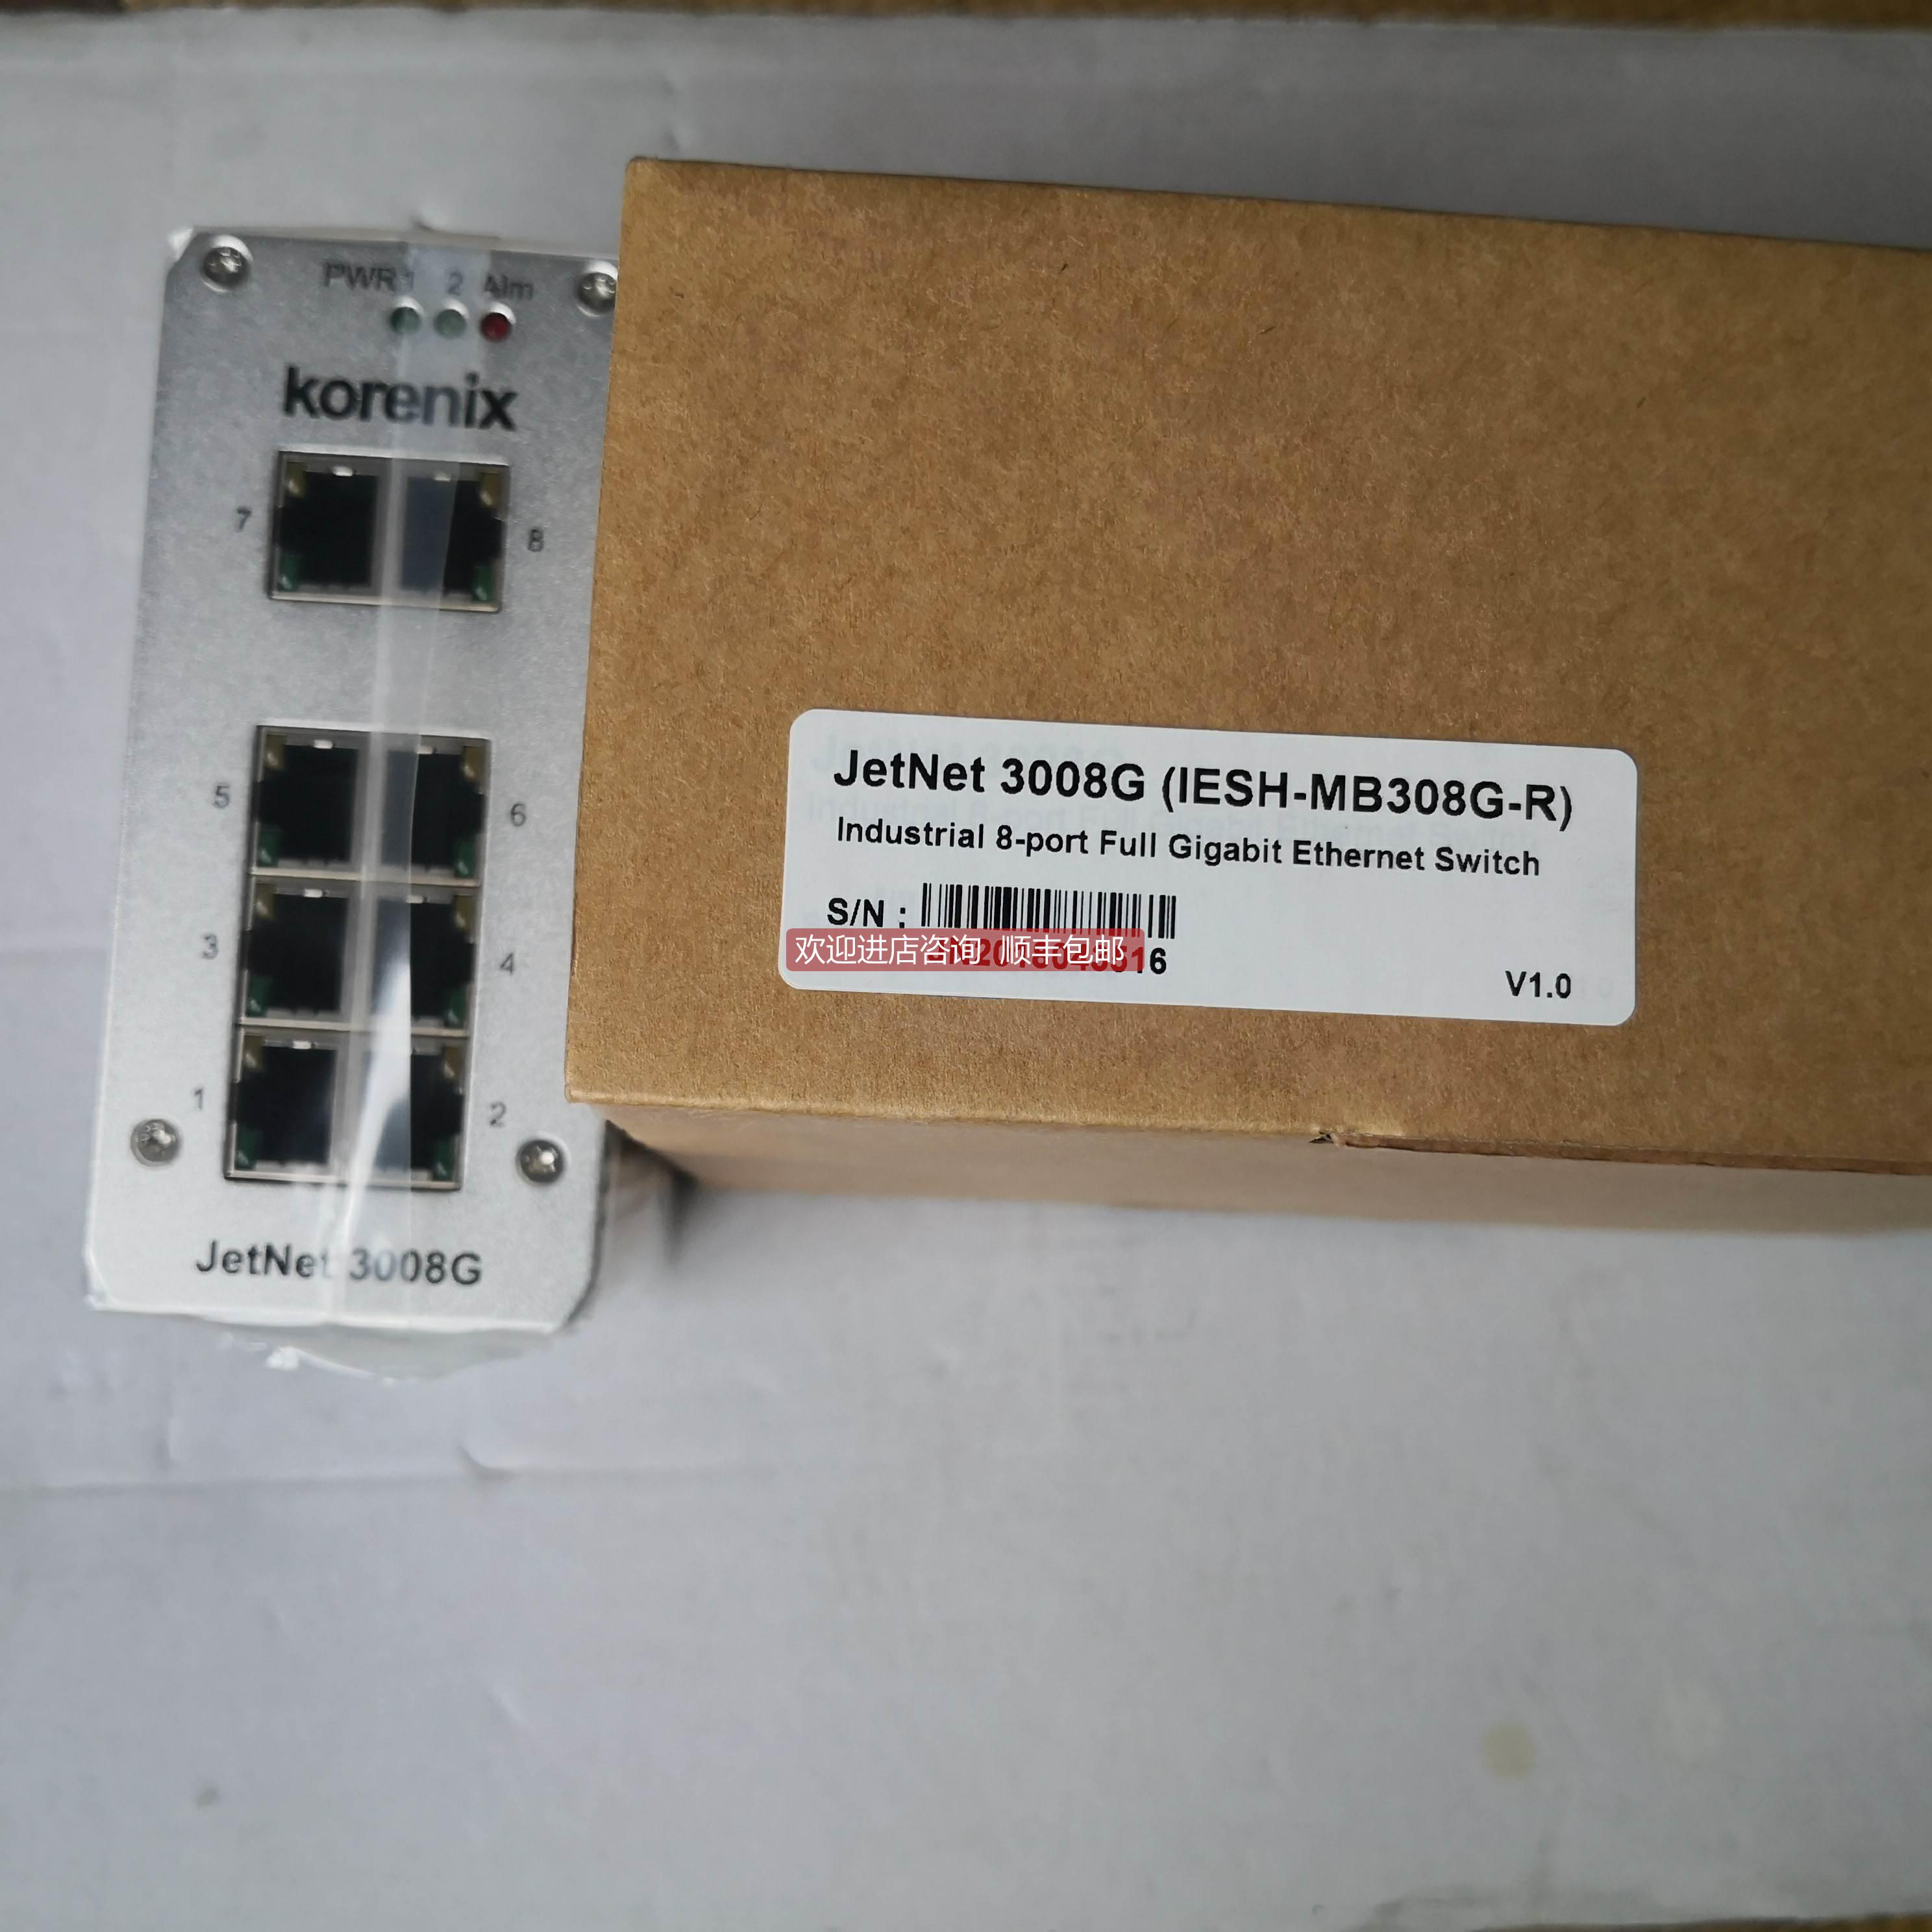 PWR 1 2 Alm
korenix
7 8
5 6
3 4
1 2
JetNet 3008G
JetNet 3008G (IESH-MB308G-R)
Industrial 8-port Full Gigabit Ethernet Switch
S/N :
欢迎进店咨询 顺丰包邮
V1.0